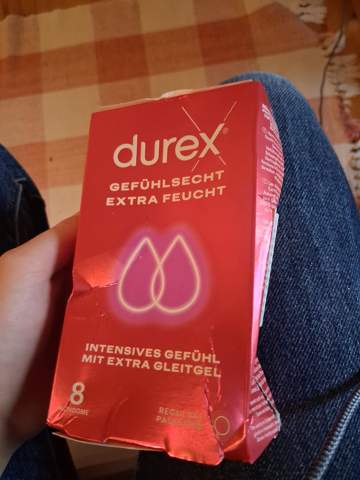 durex
GEFÜHLSECHT
EXTRA FEUCHT
INTENSIVES GEFÜHL
MIT EXTRA GLEITGEL
8